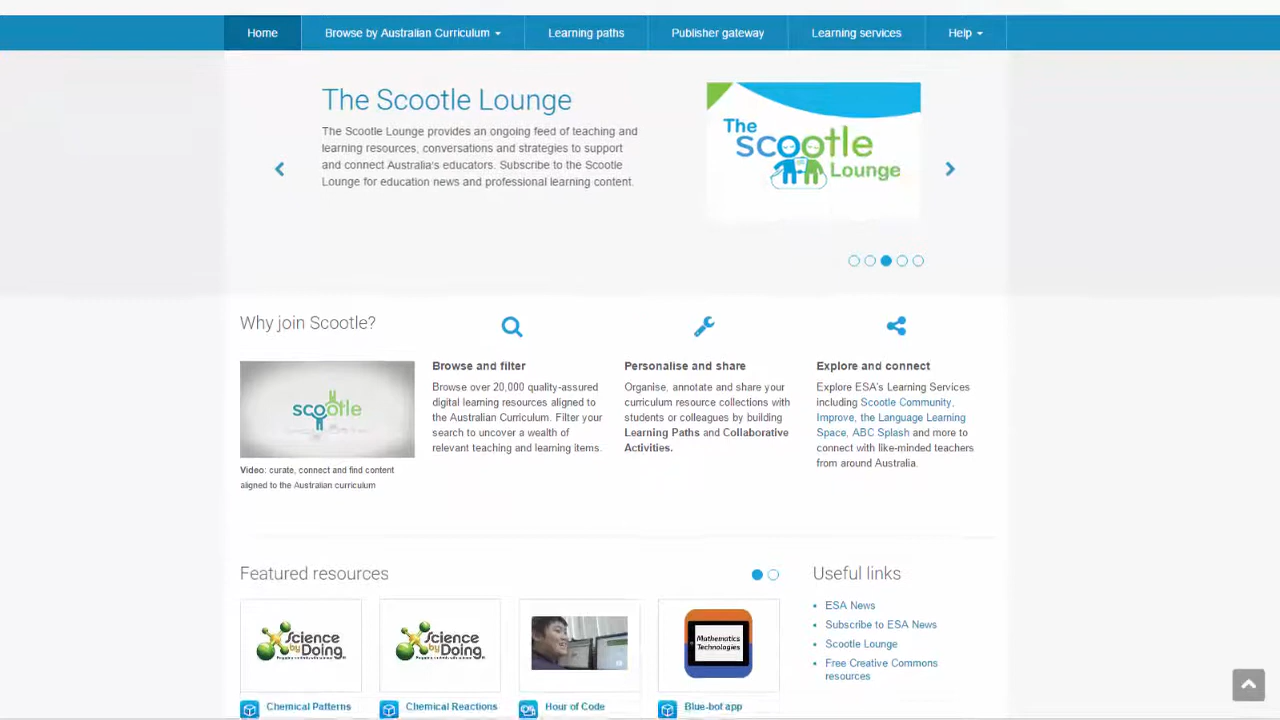 Home
Browse by Australian Curriculum
Learning paths
Publisher gateway
Learning services
Help
The Scootle Lounge
The Scootle Lounge provides an ongoing feed of teaching and
learning resources, conversations and strategies to support
and connect Australia's educators. Subscribe to the Scootle
Lounge for education news and professional learning content.
The
scootle
Lounge
Why join Scootle?
scootle
Video: curate, connect and find content
aligned to the Australian curriculum
Browse and filter
Browse over 20,000 quality-assured
digital learning resources aligned to
the Australian Curriculum. Filter your
search to uncover a wealth of
relevant teaching and learning items.
Personalise and share
Organise, annotate and share your
curriculum resource collections with
students or colleagues by building
Learning Paths and Collaborative
Activities.
Explore and connect
Explore ESA's Learning Services
including Scootle Community,
Improve, the Language Learning
Space, ABC Splash and more to
connect with like-minded teachers
from around Australia.
Featured resources
Science
by Doing
Chemical Patterns
Science
by Doing
Chemical Reactions
Hour of Code
Mathematics
Technologies
Blue-bot app
Useful links
ESA News
Subscribe to ESA News
Scootle Lounge
Free Creative Commons
resources